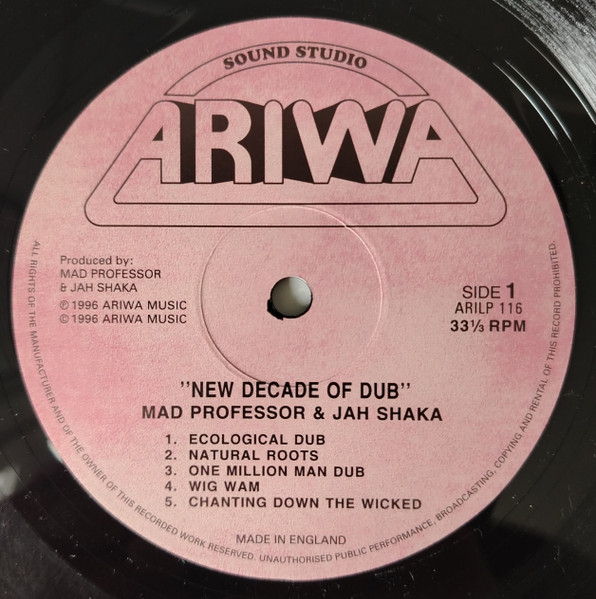 SOUND STUDIO
ARIWA
Produced by:
MAD PROFESSOR
& JAH SHAKA
℗ 1996 ARIWA MUSIC
© 1996 ARIWA MUSIC
SIDE 1
ARILP 116
33⅓ RPM
"NEW DECADE OF DUB"
MAD PROFESSOR & JAH SHAKA
1. ECOLOGICAL DUB
2. NATURAL ROOTS
3. ONE MILLION MAN DUB
4. WIG WAM
5. CHANTING DOWN THE WICKED
MADE IN ENGLAND
ALL RIGHTS OF THE MANUFACTURER AND OF THE OWNER OF THIS RECORDED WORK RESERVED. UNAUTHORISED PUBLIC PERFORMANCE, BROADCASTING, COPYING AND RENTAL OF THIS RECORD PROHIBITED.